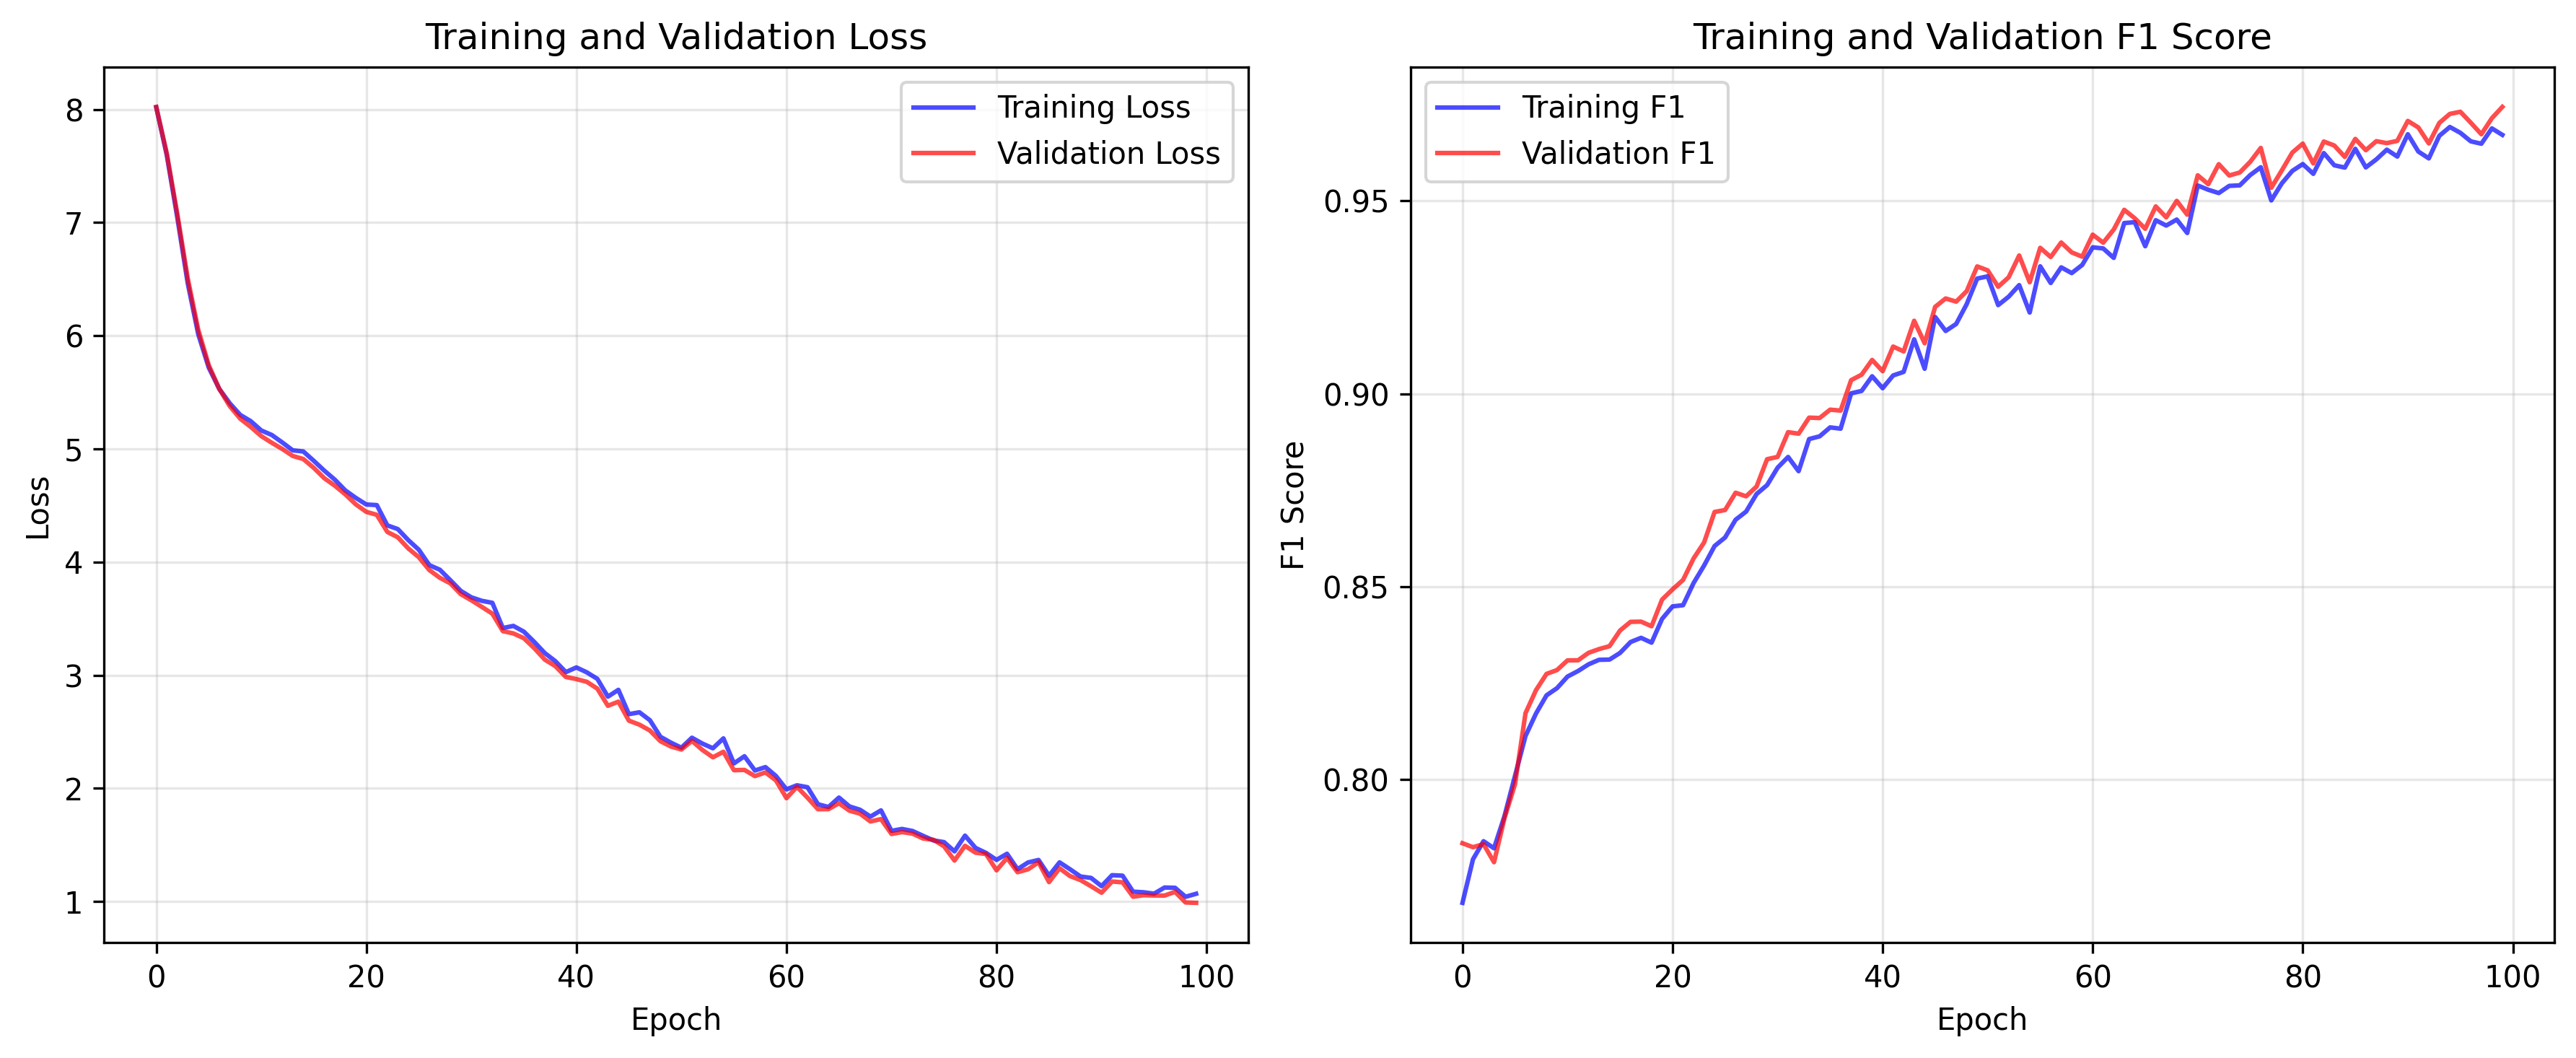 Training and Validation Loss
Training Loss
Validation Loss
8
7
6
5
4
3
2
1
Loss
0 20 40 60 80 100
Epoch
Training and Validation F1 Score
Training F1
Validation F1
0.95
0.90
0.85
0.80
F1 Score
0 20 40 60 80 100
Epoch